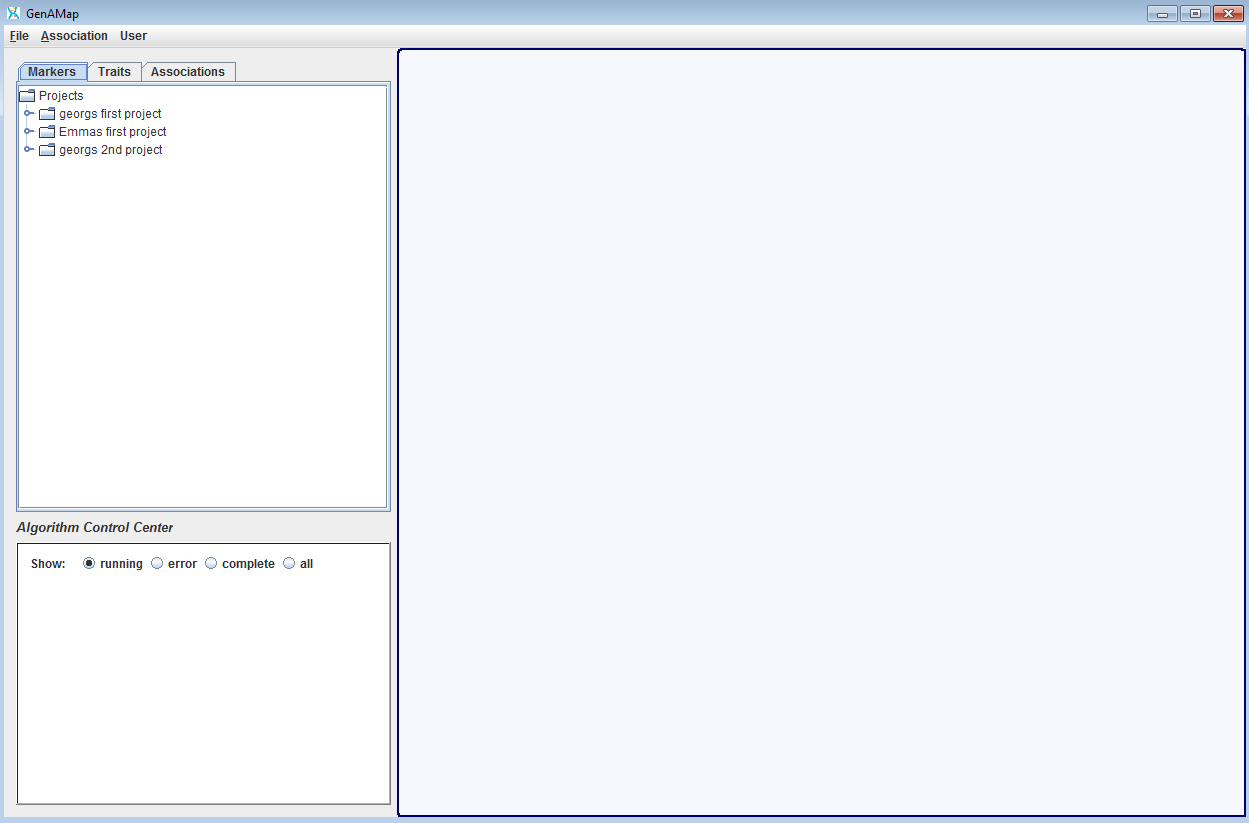 GenAMap
File Association User
Markers Traits Associations
Projects
georgs first project
Emmas first project
georgs 2nd project
Algorithm Control Center
Show: running error complete all